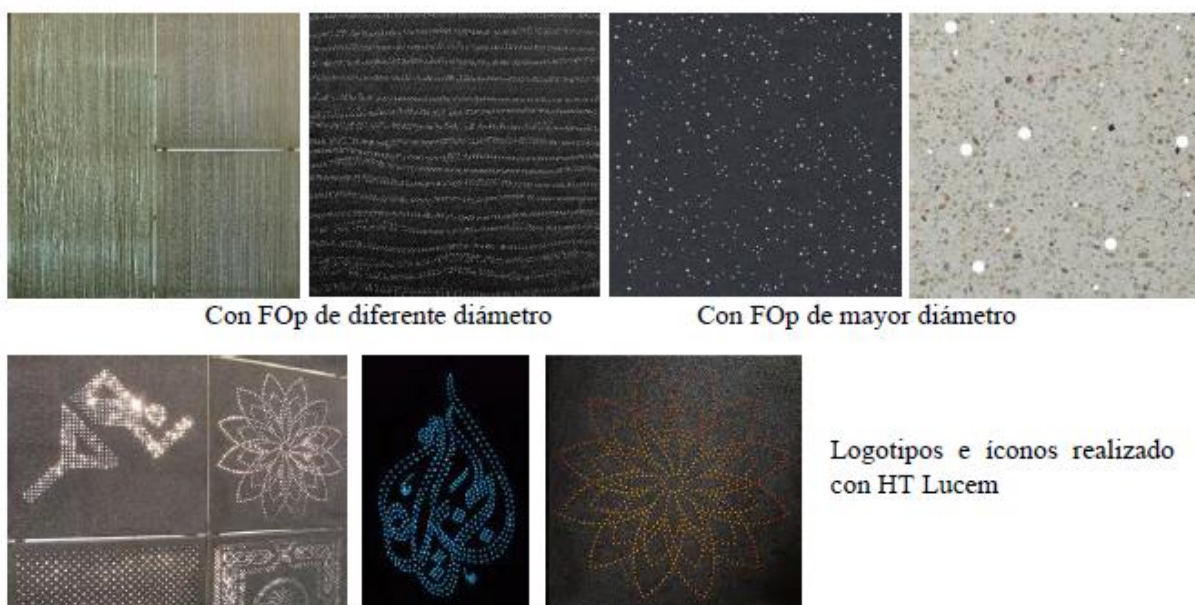 Con FOp de diferente diámetro
Con FOp de mayor diámetro
Logotipos e íconos realizado
con HT Lucem